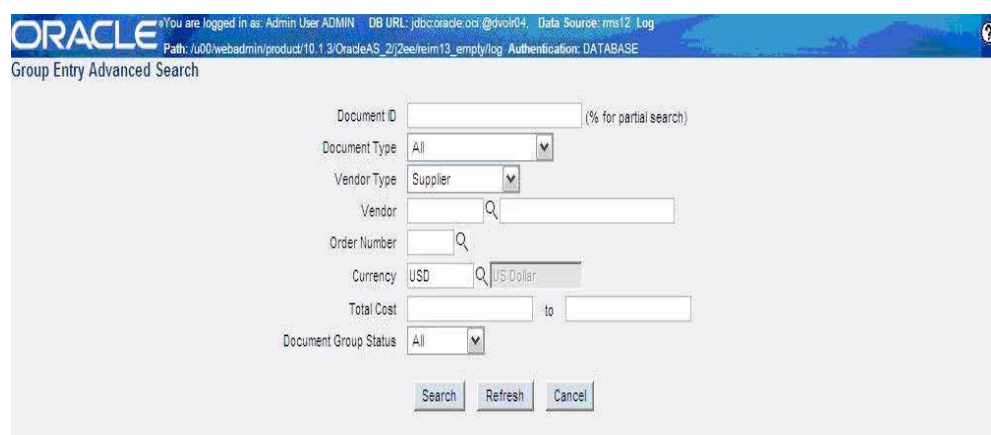 ORACLE You are logged in as: Admin User ADMIN DB URL: jdbc:oracle:oci:@dvolr04, Data Source: rms12 Log
Path: /u00/webadmin/product/10.1.3/OracleAS_2/j2ee/reim13_empty/log Authentication: DATABASE
?
Group Entry Advanced Search
Document ID (% for partial search)
Document Type All
Vendor Type Supplier
Vendor
Order Number
Currency USD US Dollar
Total Cost to
Document Group Status All
Search Refresh Cancel